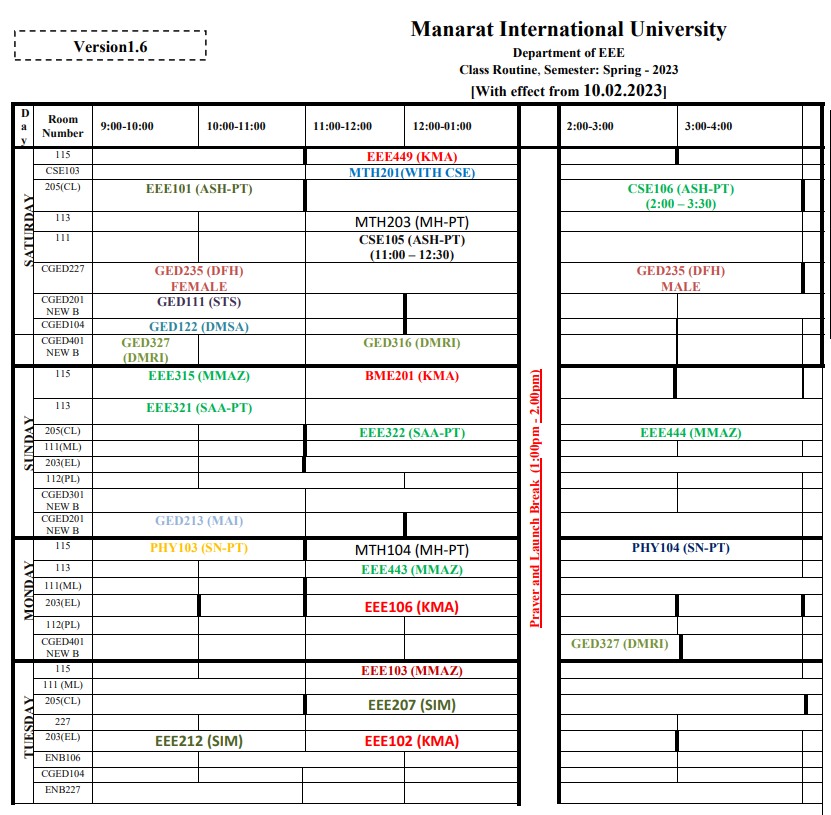 Version1.6
Manarat International University
Department of EEE
Class Routine, Semester: Spring - 2023
[With effect from 10.02.2023]
Day Room Number 9:00-10:00 10:00-11:00 11:00-12:00 12:00-01:00 2:00-3:00 3:00-4:00
Prayer and Launch Break (1:00pm - 2.00pm)
SATURDAY
115 EEE449 (KMA)
CSE103 MTH201(WITH CSE)
205(CL) EEE101 (ASH-PT) CSE106 (ASH-PT)
(2:00 – 3:30)
113 MTH203 (MH-PT)
111 CSE105 (ASH-PT)
(11:00 – 12:30)
CGED227 GED235 (DFH) GED235 (DFH)
FEMALE MALE
CGED201 GED111 (STS)
NEW B
CGED104 GED122 (DMSA)
CGED401 GED327 GED316 (DMRI)
NEW B (DMRI)
SUNDAY
115 EEE315 (MMAZ) BME201 (KMA)
113 EEE321 (SAA-PT)
205(CL) EEE322 (SAA-PT) EEE444 (MMAZ)
111(ML)
203(EL)
112(PL)
CGED301
NEW B
CGED201 GED213 (MAI)
NEW B
MONDAY
115 PHY103 (SN-PT) MTH104 (MH-PT) PHY104 (SN-PT)
113 EEE443 (MMAZ)
111(ML)
203(EL) EEE106 (KMA)
112(PL)
CGED401 GED327 (DMRI)
NEW B
TUESDAY
115 EEE103 (MMAZ)
111 (ML)
205(CL) EEE207 (SIM)
227
203(EL) EEE212 (SIM) EEE102 (KMA)
ENB106
CGED104
ENB227